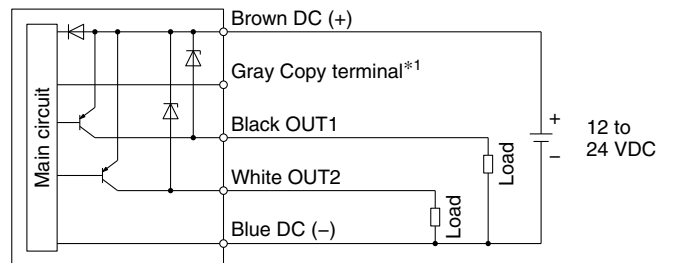 Brown DC (+)
Gray Copy terminal*1
Black OUT1
White OUT2
Blue DC (−)
Main circuit
Load
Load
+
−
12 to
24 VDC